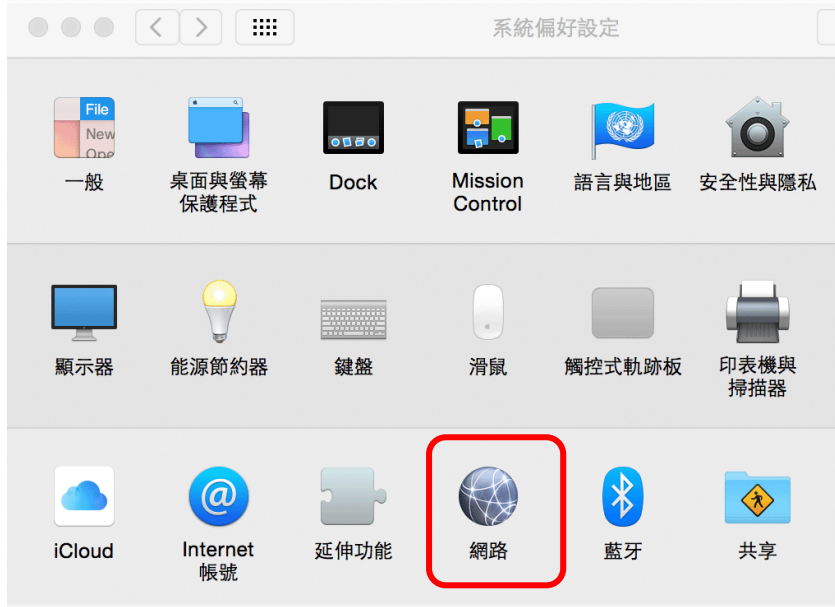 系統偏好設定
File
New
Ope
一般
桌面與螢幕
保護程式
Dock
Mission
Control
語言與地區
安全性與隱私
顯示器
能源節約器
鍵盤
滑鼠
觸控式軌跡板
印表機與
掃描器
iCloud
@
Internet
帳號
延伸功能
網路
藍牙
共享